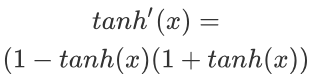 tanh′(x) =
(1 − tanh(x)(1 + tanh(x))